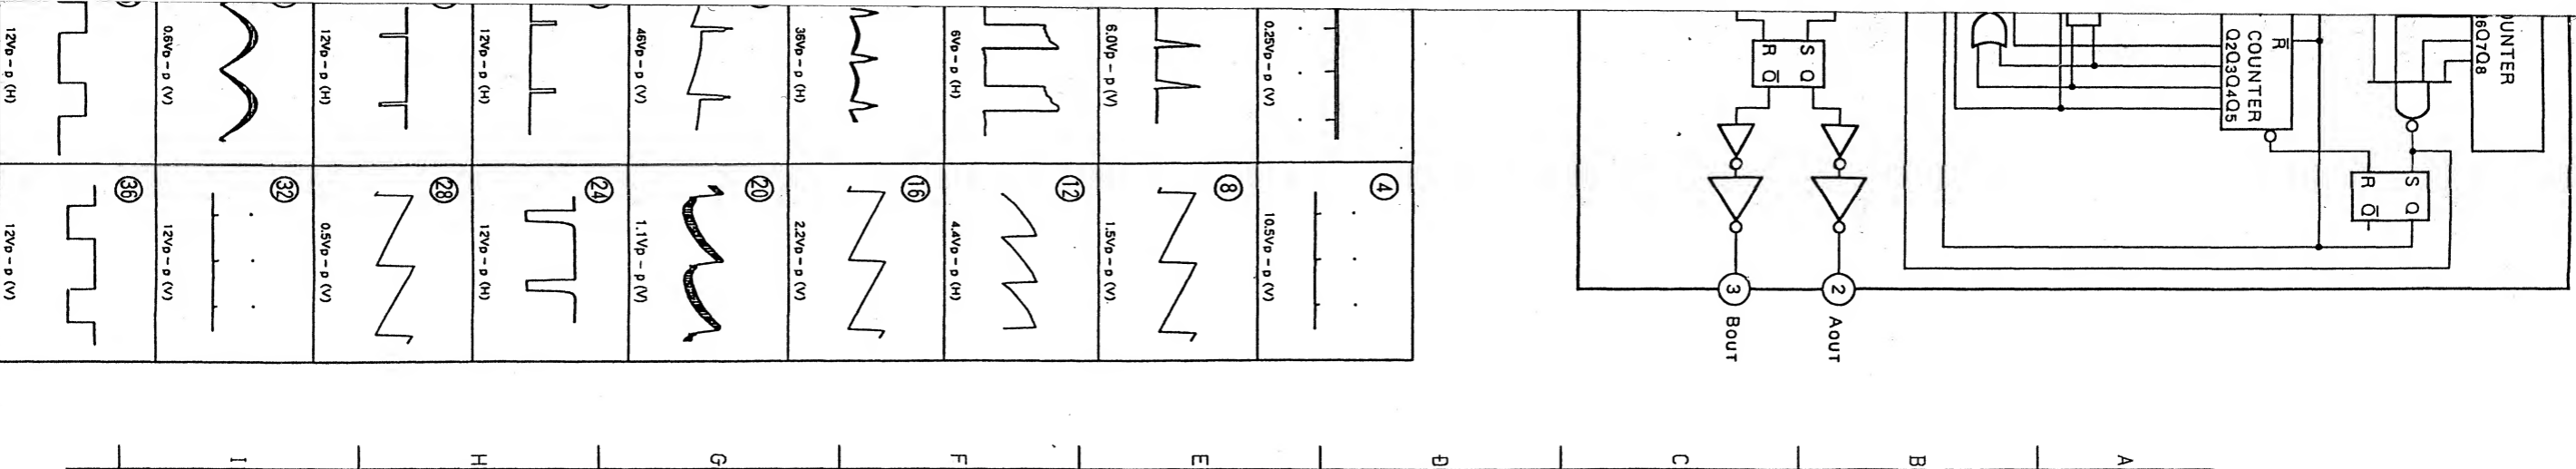 OUNTER
Q6Q7Q8
S Q
R Q̅
R̅
COUNTER
Q2Q3Q4Q5
S Q
R Q̅
2
AOUT
3
BOUT
0.25Vp-p (V)
4
10.5Vp-p (V)
6.0Vp-p (V)
8
1.5Vp-p (V)
6Vp-p (H)
12
4.4Vp-p (H)
36Vp-p (H)
16
2.2Vp-p (V)
46Vp-p (V)
20
1.1Vp-p (V)
12Vp-p (H)
24
12Vp-p (H)
12Vp-p (H)
28
0.5Vp-p (V)
0.6Vp-p (V)
32
12Vp-p (V)
12Vp-p (H)
36
12Vp-p (V)
A
B
C
D
E
F
G
H
I